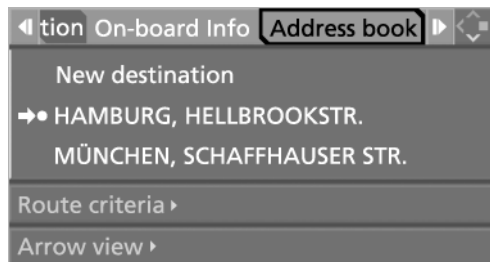 tion On-board Info Address book
New destination
HAMBURG, HELLBROOKSTR.
MÜNCHEN, SCHAFFHAUSER STR.
Route criteria
Arrow view